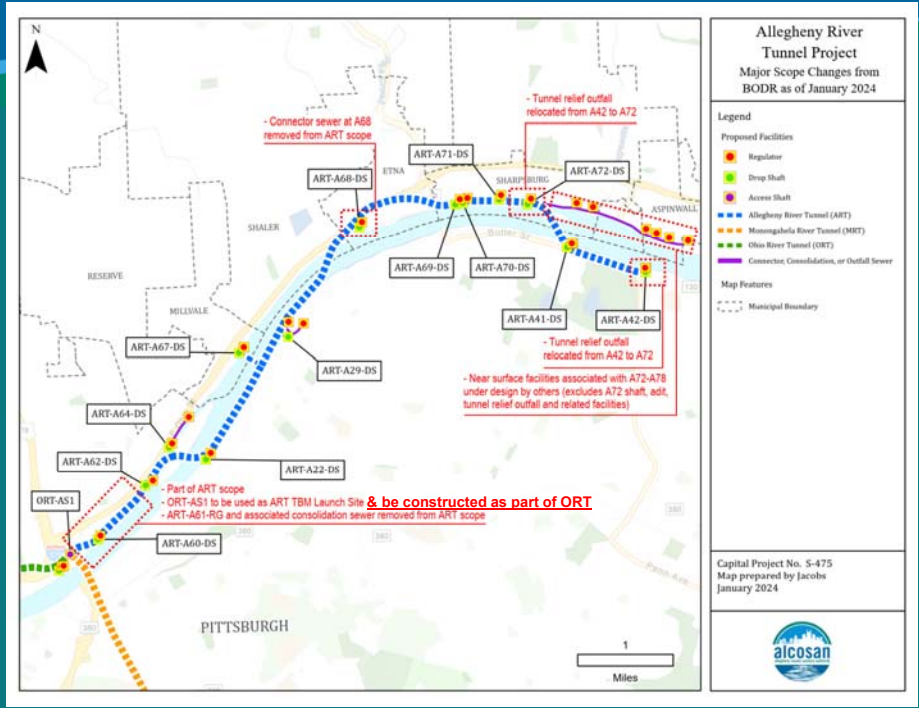 N
- Tunnel relief outfall
relocated from A42 to A72
- Connector sewer at A68
removed from ART scope
ART-A71-DS
ETNA
SHARPSBURG
ART-A72-DS
ART-A68-DS
ASPINWALL
SHALER
Butler St
ART-A69-DS
ART-A70-DS
RESERVE
ART-A41-DS
ART-A42-DS
MILLVALE
- Tunnel relief outfall
relocated from A42 to A72
ART-A67-DS
ART-A29-DS
- Near surface facilities associated with A72-A78
under design by others (excludes A72 shaft, adit,
tunnel relief outfall and related facilities)
ART-A64-DS
ART-A62-DS
ART-A22-DS
- Part of ART scope
- ORT-AS1 to be used as ART TBM Launch Site & be constructed as part of ORT
- ART-A61-RG and associated consolidation sewer removed from ART scope
ORT-AS1
ART-A60-DS
380
380
380
Penn Ave
PITTSBURGH
1
Miles
Allegheny River
Tunnel Project
Major Scope Changes from
BODR as of January 2024
Legend
Proposed Facilities
Regulator
Drop Shaft
Access Shaft
Allegheny River Tunnel (ART)
Monongahela River Tunnel (MRT)
Ohio River Tunnel (ORT)
Connector, Consolidation, or Outfall Sewer
Map Features
Municipal Boundary
Capital Project No. S-475
Map prepared by Jacobs
January 2024
alcosan